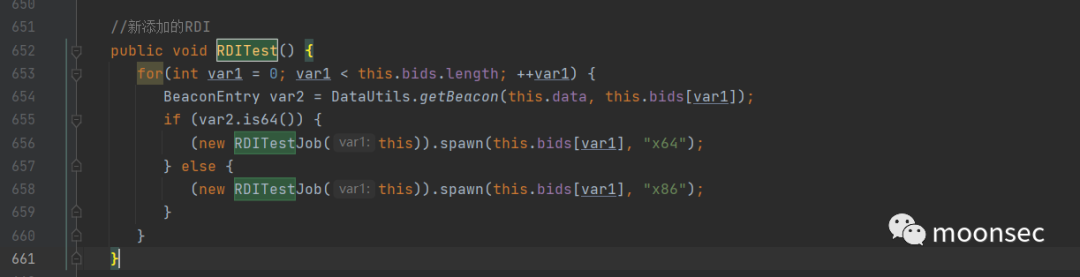 650
651 //新添加的RDI
652 public void RDITest() {
653 for(int var1 = 0; var1 < this.bids.length; ++var1) {
654 BeaconEntry var2 = DataUtils.getBeacon(this.data, this.bids[var1]);
655 if (var2.is64()) {
656 (new RDITestJob( var1: this)).spawn(this.bids[var1], "x64");
657 } else {
658 (new RDITestJob( var1: this)).spawn(this.bids[var1], "x86");
659 }
660 }
661 }
moonsec